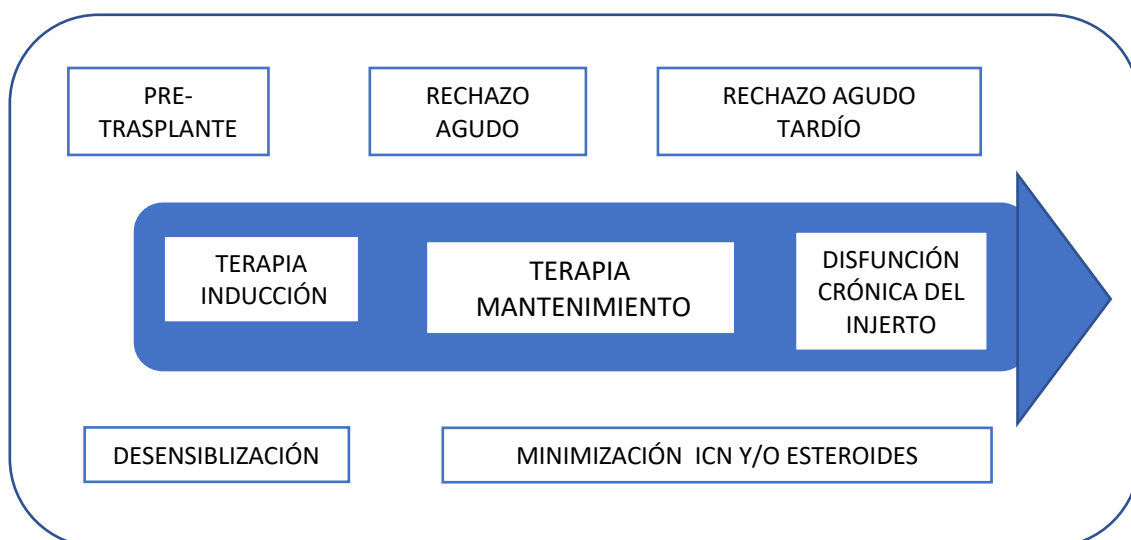 PRE-
TRASPLANTE
RECHAZO
AGUDO
RECHAZO AGUDO
TARDÍO
TERAPIA
INDUCCIÓN
TERAPIA
MANTENIMIENTO
DISFUNCIÓN
CRÓNICA DEL
INJERTO
DESENSIBLIZACIÓN
MINIMIZACIÓN ICN Y/O ESTEROIDES